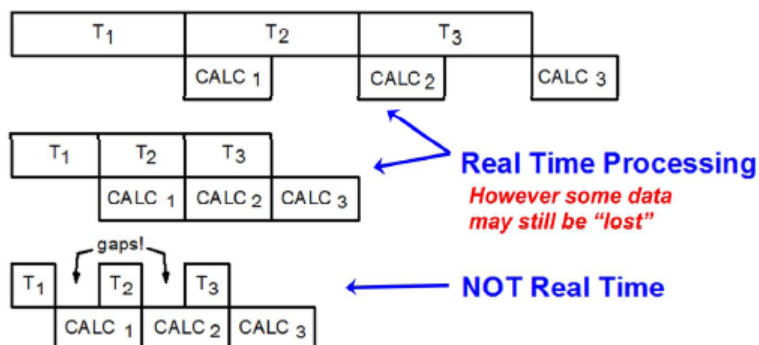 T1 T2 T3
CALC 1 CALC 2 CALC 3
T1 T2 T3
CALC 1 CALC 2 CALC 3
Real Time Processing
However some data
may still be “lost”
gaps!
T1 T2 T3
CALC 1 CALC 2 CALC 3
NOT Real Time